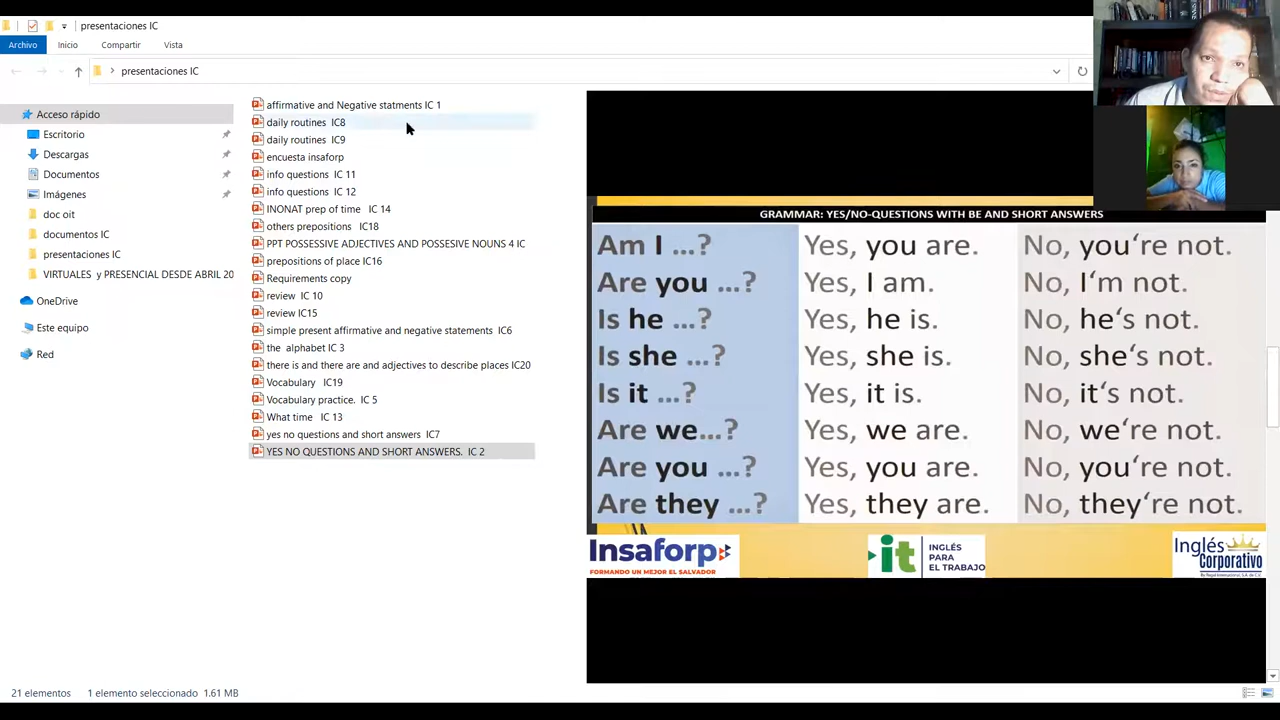 presentaciones IC
Archivo
Inicio
Compartir
Vista
presentaciones IC
Acceso rápido
Escritorio
Descargas
Documentos
Imágenes
doc oit
documentos IC
presentaciones IC
VIRTUALES y PRESENCIAL DESDE ABRIL 20
OneDrive
Este equipo
Red
affirmative and Negative statments IC 1
daily routines IC8
daily routines IC9
encuesta insaforp
info questions IC 11
info questions IC 12
INONAT prep of time IC 14
others prepositions IC18
PPT POSSESSIVE ADJECTIVES AND POSSESIVE NOUNS 4 IC
prepositions of place IC16
Requirements copy
review IC 10
review IC15
simple present affirmative and negative statements IC6
the alphabet IC 3
there is and there are and adjectives to describe places IC20
Vocabulary IC19
Vocabulary practice. IC 5
What time IC 13
yes no questions and short answers IC7
YES NO QUESTIONS AND SHORT ANSWERS. IC 2
GRAMMAR: YES/NO-QUESTIONS WITH BE AND SHORT ANSWERS
Am I ...? Yes, you are. No, you‘re not.
Are you ...? Yes, I am. No, I‘m not.
Is he ...? Yes, he is. No, he‘s not.
Is she ...? Yes, she is. No, she‘s not.
Is it ...? Yes, it is. No, it‘s not.
Are we...? Yes, we are. No, we‘re not.
Are you ...? Yes, you are. No, you‘re not.
Are they ...? Yes, they are. No, they‘re not.
Insaforp
FORMANDO UN MEJOR EL SALVADOR
it
INGLÉS
PARA
EL TRABAJO
Inglés
Corporativo
21 elementos
1 elemento seleccionado 1.61 MB